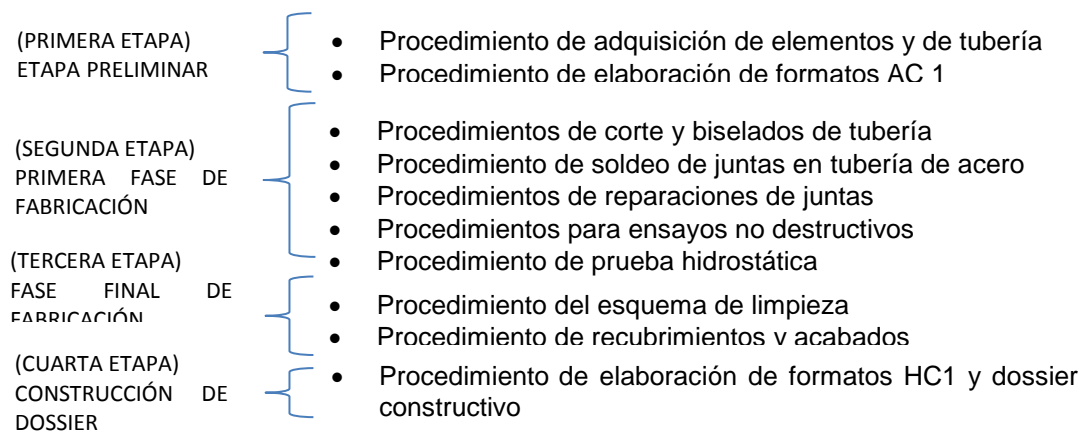 (PRIMERA ETAPA)
ETAPA PRELIMINAR
• Procedimiento de adquisición de elementos y de tubería
• Procedimiento de elaboración de formatos AC 1
(SEGUNDA ETAPA)
PRIMERA FASE DE
FABRICACIÓN
• Procedimientos de corte y biselados de tubería
• Procedimiento de soldeo de juntas en tubería de acero
• Procedimientos de reparaciones de juntas
• Procedimientos para ensayos no destructivos
• Procedimiento de prueba hidrostática
(TERCERA ETAPA)
FASE FINAL DE
FABRICACIÓN
• Procedimiento del esquema de limpieza
• Procedimiento de recubrimientos y acabados
(CUARTA ETAPA)
CONSTRUCCIÓN DE
DOSSIER
• Procedimiento de elaboración de formatos HC1 y dossier
constructivo